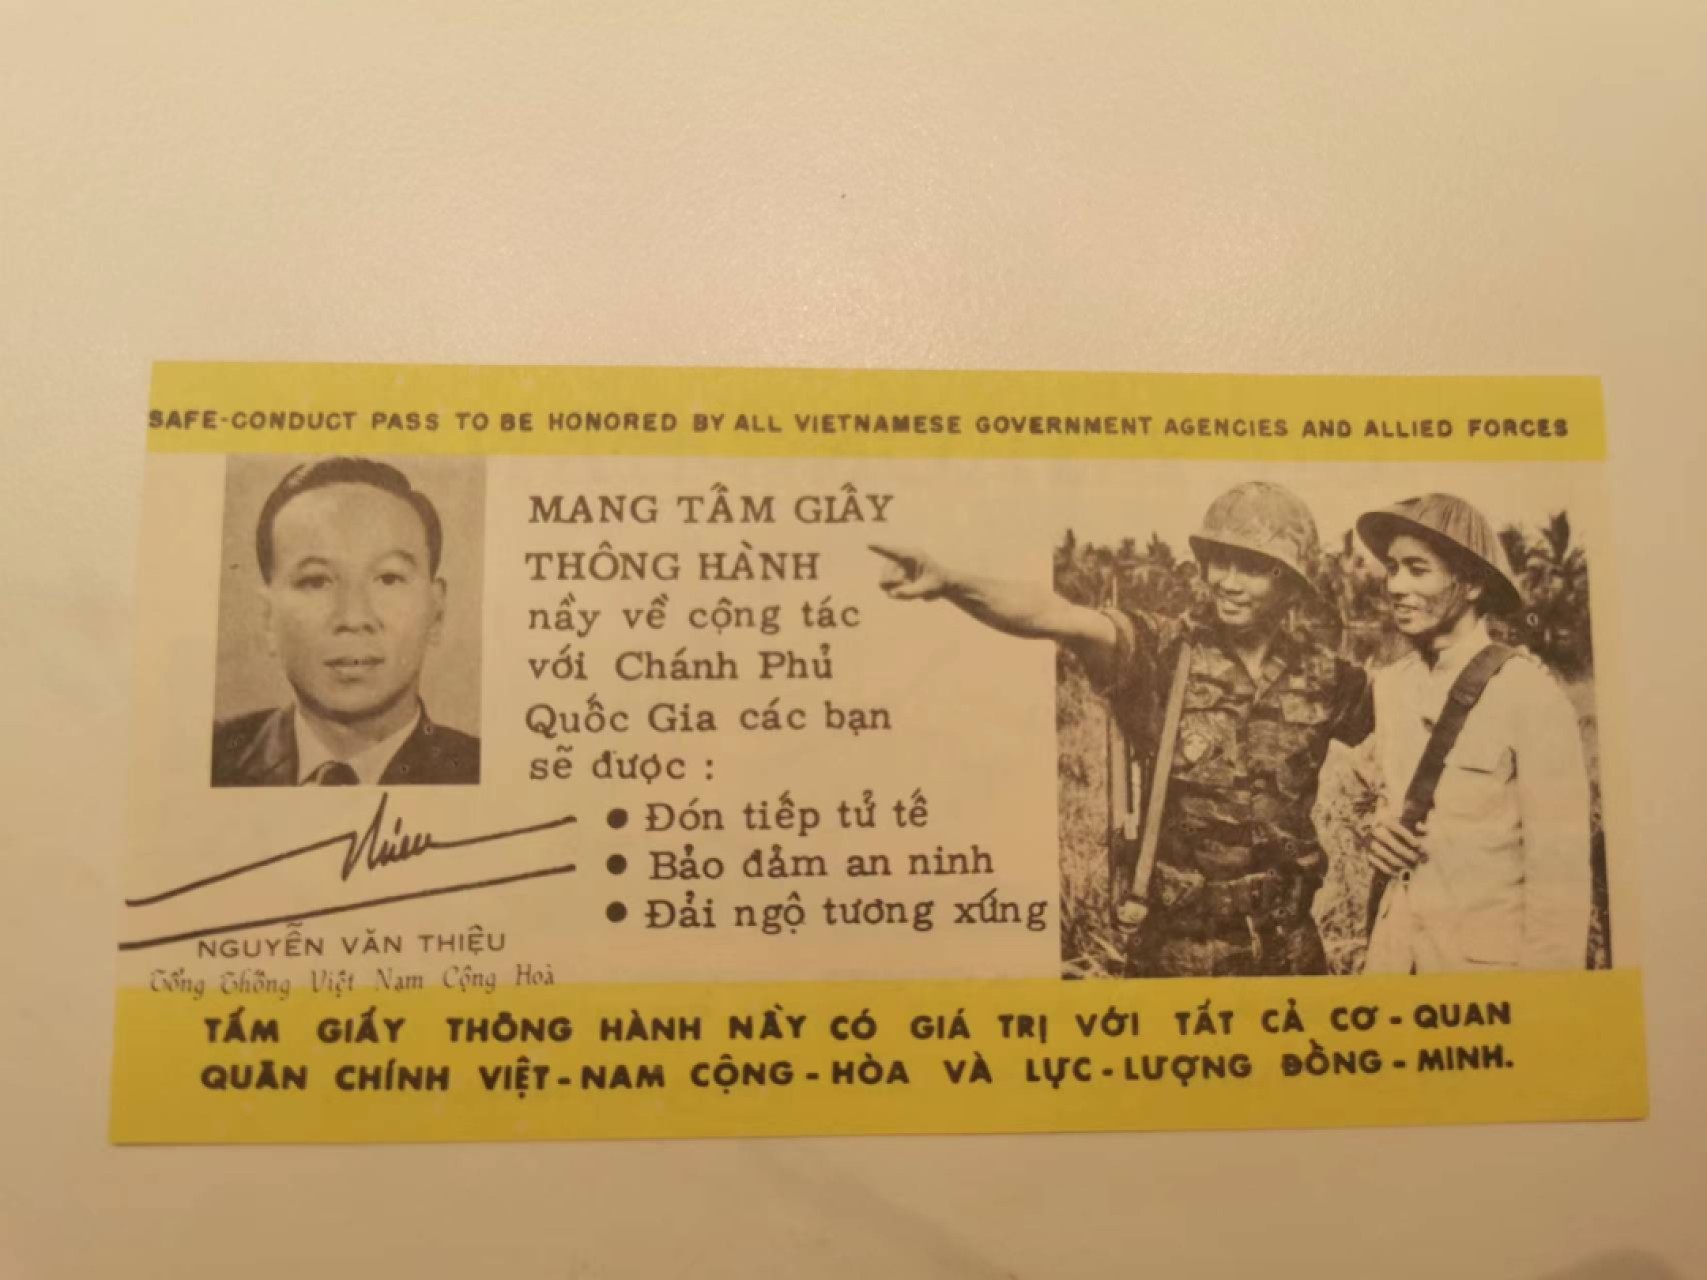 SAFE-CONDUCT PASS TO BE HONORED BY ALL VIETNAMESE GOVERNMENT AGENCIES AND ALLIED FORCES
MANG TẤM GIẤY
THÔNG HÀNH
nầy về cộng tác
với Chánh Phủ
Quốc Gia các bạn
sẽ được :
• Đón tiếp tử tế
• Bảo đảm an ninh
• Đải ngộ tương xứng
Thiệu
NGUYỄN VĂN THIỆU
Tổng Thống Việt Nam Cộng Hoà
TẤM GIẤY THÔNG HÀNH NẦY CÓ GIÁ TRỊ VỚI TẤT CẢ CƠ - QUAN
QUÂN CHÍNH VIỆT - NAM CỘNG - HÒA VÀ LỰC - LƯỢNG ĐỒNG - MINH.